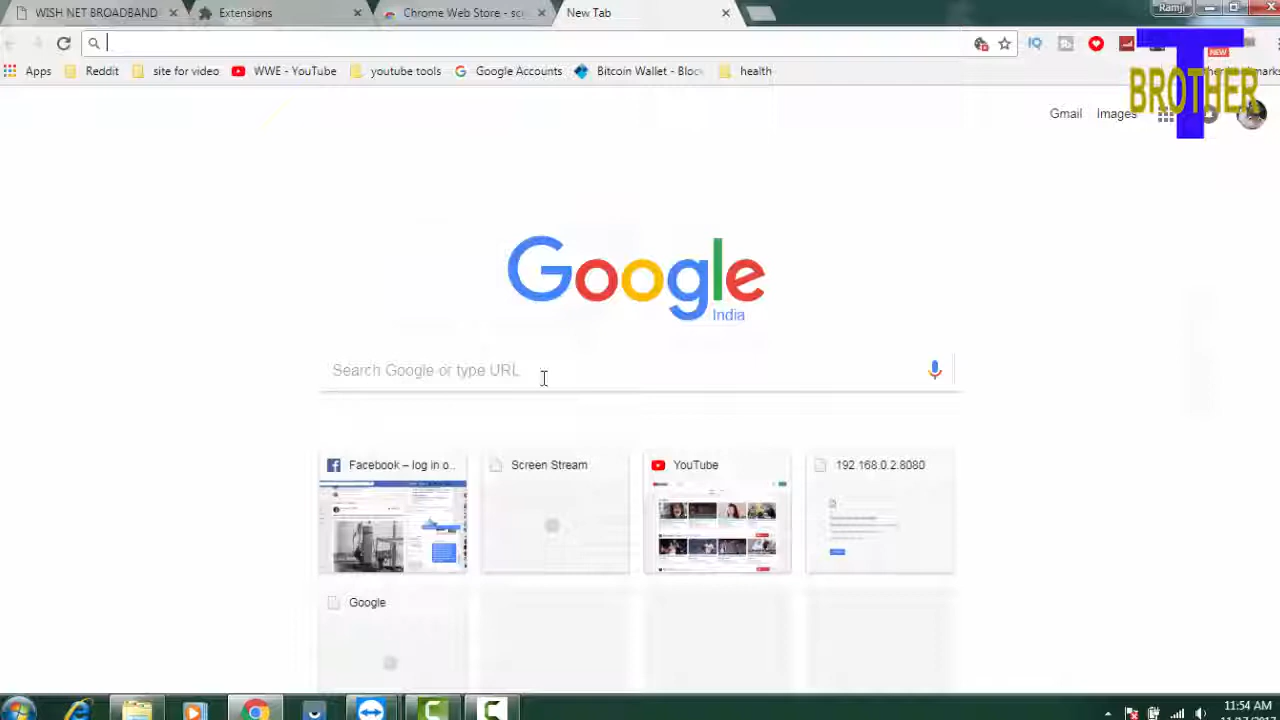 WISH NET BROADBAND
Extensions
Chrome Web Store -
New Tab
Ramji
Apps
Reddit
site for video
WWE - YouTube
youtube tools
Google Accounts
Bitcoin Wallet - Bloc
health
NEW
T
BROTHER
Gmail
Images
Google
India
Search Google or type URL
Facebook – log in o...
Screen Stream
YouTube
192.168.0.2:8080
Google
11:54 AM